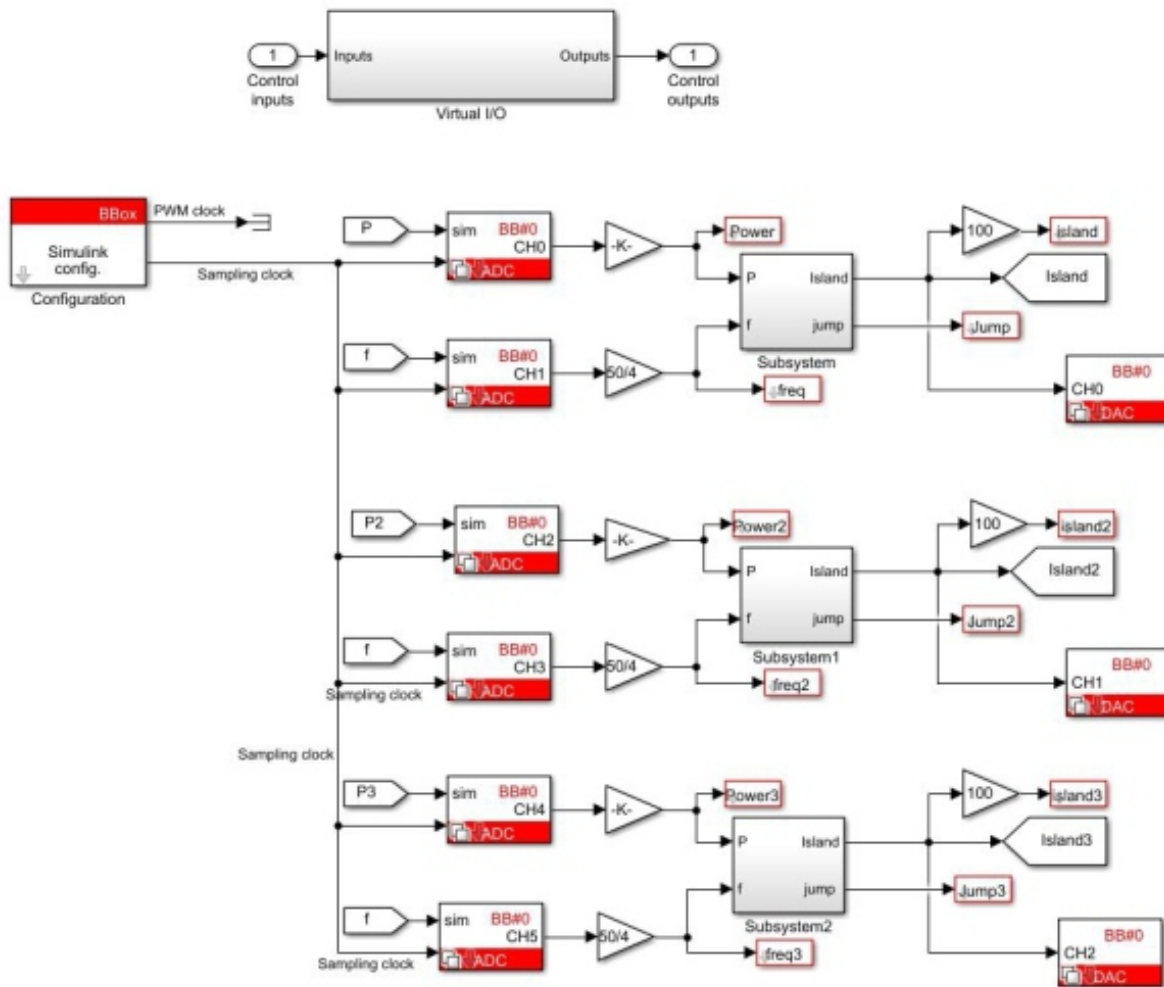 1
Control
inputs
Inputs
Outputs
Virtual I/O
1
Control
outputs
BBox
Simulink
config.
Configuration
PWM clock
Sampling clock
P
sim
BB#0
CH0
ADC
-K-
Power
P
f
Island
jump
Subsystem
100
island
Island
Jump
f
sim
BB#0
CH1
ADC
50/4
freq
BB#0
CH0
DAC
P2
sim
BB#0
CH2
ADC
-K-
Power2
P
f
Island
jump
Subsystem1
100
island2
Island2
Jump2
f
Sampling clock
sim
BB#0
CH3
ADC
50/4
freq2
BB#0
CH1
DAC
Sampling clock
P3
sim
BB#0
CH4
ADC
-K-
Power3
P
f
Island
jump
Subsystem2
100
island3
Island3
Jump3
f
Sampling clock
sim
BB#0
CH5
ADC
50/4
freq3
BB#0
CH2
DAC